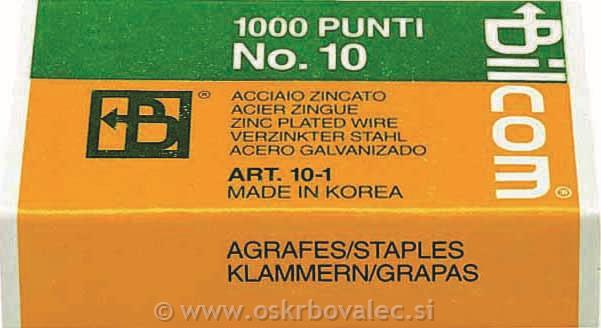 1000 PUNTI
No. 10
Bilcom®
®
ACCIAIO ZINCATO
ACIER ZINGUE
ZINC PLATED WIRE
VERZINKTER STAHL
ACERO GALVANIZADO
ART. 10-1
MADE IN KOREA
AGRAFES/STAPLES
KLAMMERN/GRAPAS
© www.oskrbovalec.si